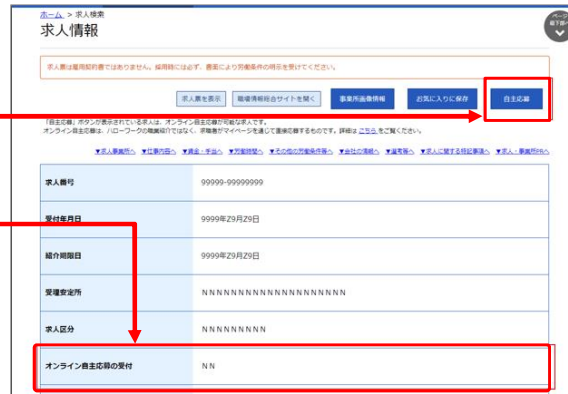 ホーム > 求人検索
求人情報
ページ
最下部へ
求人票は雇用契約書ではありません。採用時には必ず、書面により労働条件の明示を受けてください。
求人票を表示 職場情報総合サイトを開く 事業所画像情報 お気に入りに保存 自主応募
「自主応募」ボタンが表示されている求人は、オンライン自主応募が可能な求人です。
オンライン自主応募は、ハローワークの職業紹介ではなく、求職者がマイページを通じて直接応募するものです。詳細は こちら をご覧ください。
▼求人事業所へ ▼仕事内容へ ▼賃金・手当へ ▼労働時間へ ▼その他の労働条件等へ ▼会社の情報へ ▼選考等へ ▼求人に関する特記事項へ ▼求人・事業所PRへ
求人番号 99999-99999999
受付年月日 9999年Z9月Z9日
紹介期限日 9999年Z9月Z9日
受理安定所 ＮＮＮＮＮＮＮＮＮＮＮＮＮＮＮＮＮＮＮＮ
求人区分 ＮＮＮＮＮＮＮＮＮ
オンライン自主応募の受付 ＮＮ